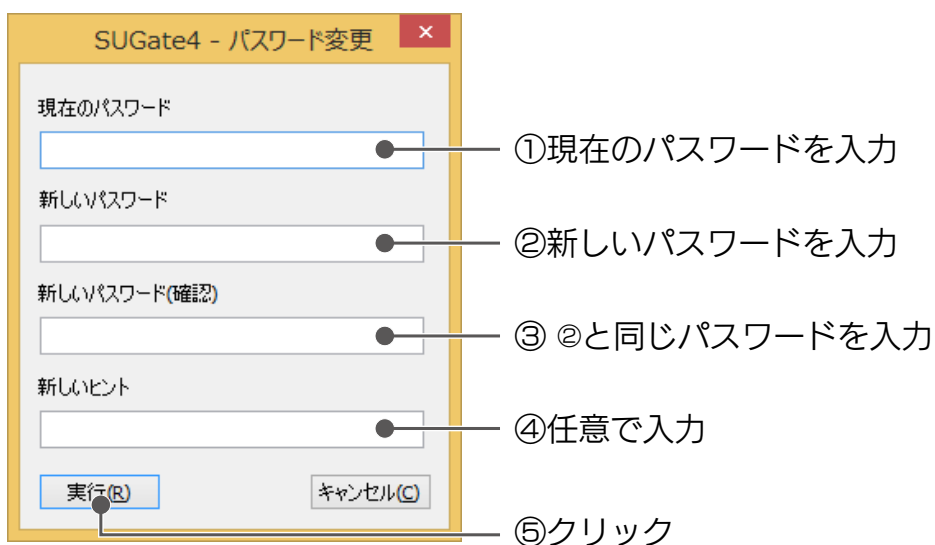 SUGate4 - パスワード変更
現在のパスワード
①現在のパスワードを入力
新しいパスワード
②新しいパスワードを入力
新しいパスワード(確認)
③ ②と同じパスワードを入力
新しいヒント
④任意で入力
実行(R)
キャンセル(C)
⑤クリック